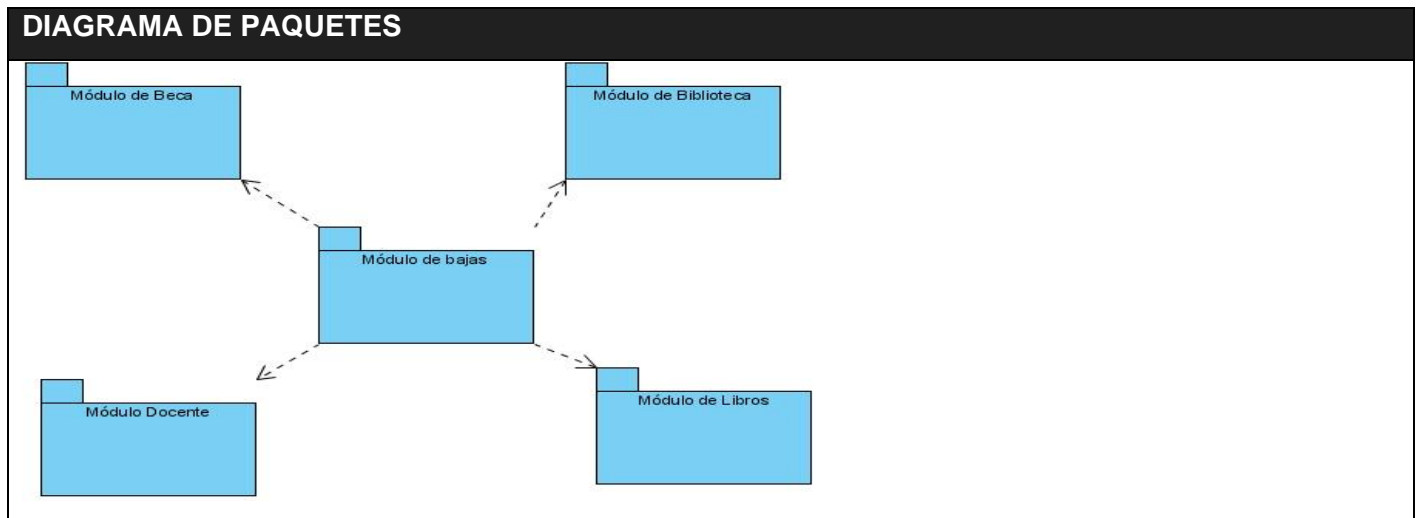 DIAGRAMA DE PAQUETES
Módulo de Beca
Módulo de Biblioteca
Módulo de bajas
Módulo Docente
Módulo de Libros